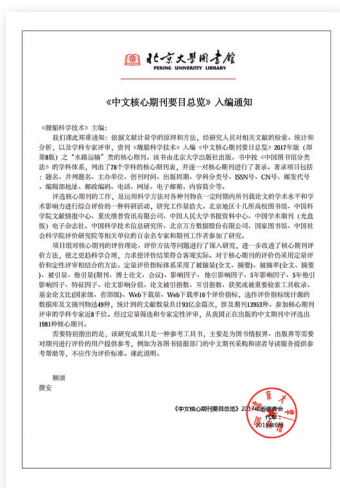 北京大學圖書館
PEKING UNIVERSITY LIBRARY
《中文核心期刊要目总览》入编通知
《舰船科学技术》主编:
我们谨此郑重通知:依据文献计量学的原理和方法,经研究人员对相关文献的检索、统计和
分析,以及学科专家评审,贵刊《舰船科学技术》入编《中文核心期刊要目总览》2017年版(即
第8版)之“水路运输”类的核心期刊。该书由北京大学出版社出版。书中按《中国图书馆分类
法》的学科体系,列出了78个学科的核心期刊表,并逐一对核心期刊进行了著录。著录项目包括
:题名、并列题名、主办单位、创刊时间、出版周期、学科分类号、ISSN号、CN号、邮发代号
、编辑部地址、邮政编码、电话、网址、电子邮箱、内容简介等。
评选核心期刊的工作,是运用科学方法对各种刊物在一定时期内所刊载论文的学术水平和学
术影响力进行综合评价的一种科研活动,研究工作量浩大。北京地区十几所高校图书馆、中国科
学院文献情报中心、重庆维普资讯有限公司、中国人民大学书报资料中心、中国学术期刊(光盘
版)电子杂志社、中国科学技术信息研究所、北京万方数据股份有限公司、国家图书馆、中国社
会科学院评价研究院等相关单位的百余名专家和期刊工作者参加了研究。
项目组对核心期刊的评价理论、评价方法等问题进行了深入研究,进一步改进了核心期刊评
价方法,使之更趋科学合理,力求使评价结果符合客观实际。对于核心期刊的评价仍采用定量评
价和定性评审相结合的方法。定量评价指标体系采用了被摘量(全文、摘要)、被摘率(全文、摘要
)、被引量、他引量(期刊、博士论文、会议)、影响因子、他引影响因子、5年影响因子、5年他引
影响因子、特征因子、论文影响分值、论文被引指数、互引指数、获奖或被重要检索工具收录、
基金论文比(国家级、省部级)、Web下载量、Web下载率16个评价指标,选作评价指标统计源的
数据库及文摘刊物达49种,统计到的文献数量共计93亿余篇次,涉及期刊13953种。参加核心期刊
评审的学科专家近8千位。经过定量筛选和专家定性评审,从我国正在出版的中文期刊中评选出
1981种核心期刊。
需要特别指出的是,该研究成果只是一种参考工具书,主要是为图书情报界、出版界等需要
对期刊进行评价的用户提供参考,例如为各图书情报部门的中文期刊采购和读者导读服务提供参
考帮助等,不应作为评价标准。谨此说明。
顺颂
撰安
《中文核心期刊要目总览》2017年版编委会
代章: